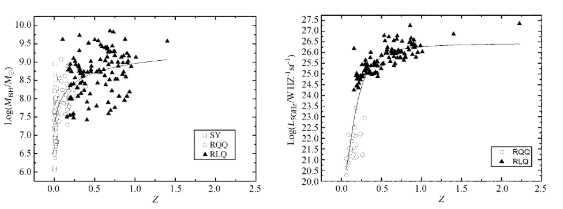 10.0
9.5
9.0
8.5
8.0
7.5
7.0
6.5
6.0
Log(M_BH/M_⊙)
0.0 0.5 1.0 1.5 2.0 2.5
Z
SY
RQQ
RLQ
27.5
27.0
26.5
26.0
25.5
25.0
24.5
24.0
23.5
23.0
22.5
22.0
21.5
21.0
20.5
20.0
Log(L_5GHz/W HZ⁻¹sr⁻¹)
0.0 0.5 1.0 1.5 2.0 2.5
Z
RQQ
RLQ